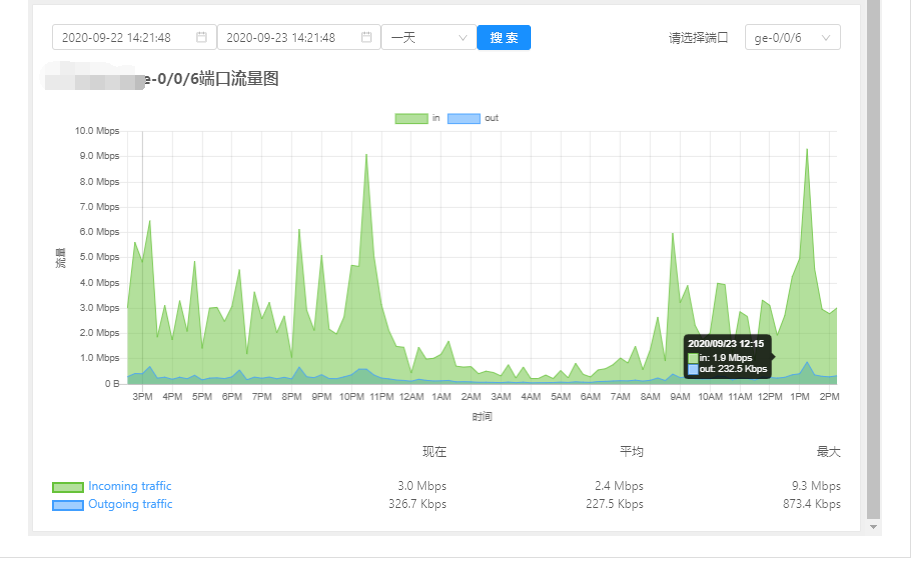 2020-09-22 14:21:48 2020-09-23 14:21:48 一天 搜 索 请选择端口 ge-0/0/6
e-0/0/6端口流量图
in out
10.0 Mbps
9.0 Mbps
8.0 Mbps
7.0 Mbps
6.0 Mbps
5.0 Mbps
4.0 Mbps
3.0 Mbps
2.0 Mbps
1.0 Mbps
0 B
流量
2020/09/23 12:15
in: 1.9 Mbps
out: 232.5 Kbps
3PM 4PM 5PM 6PM 7PM 8PM 9PM 10PM 11PM 12AM 1AM 2AM 3AM 4AM 5AM 6AM 7AM 8AM 9AM 10AM 11AM 12PM 1PM 2PM
时间
现在 平均 最大
Incoming traffic 3.0 Mbps 2.4 Mbps 9.3 Mbps
Outgoing traffic 326.7 Kbps 227.5 Kbps 873.4 Kbps